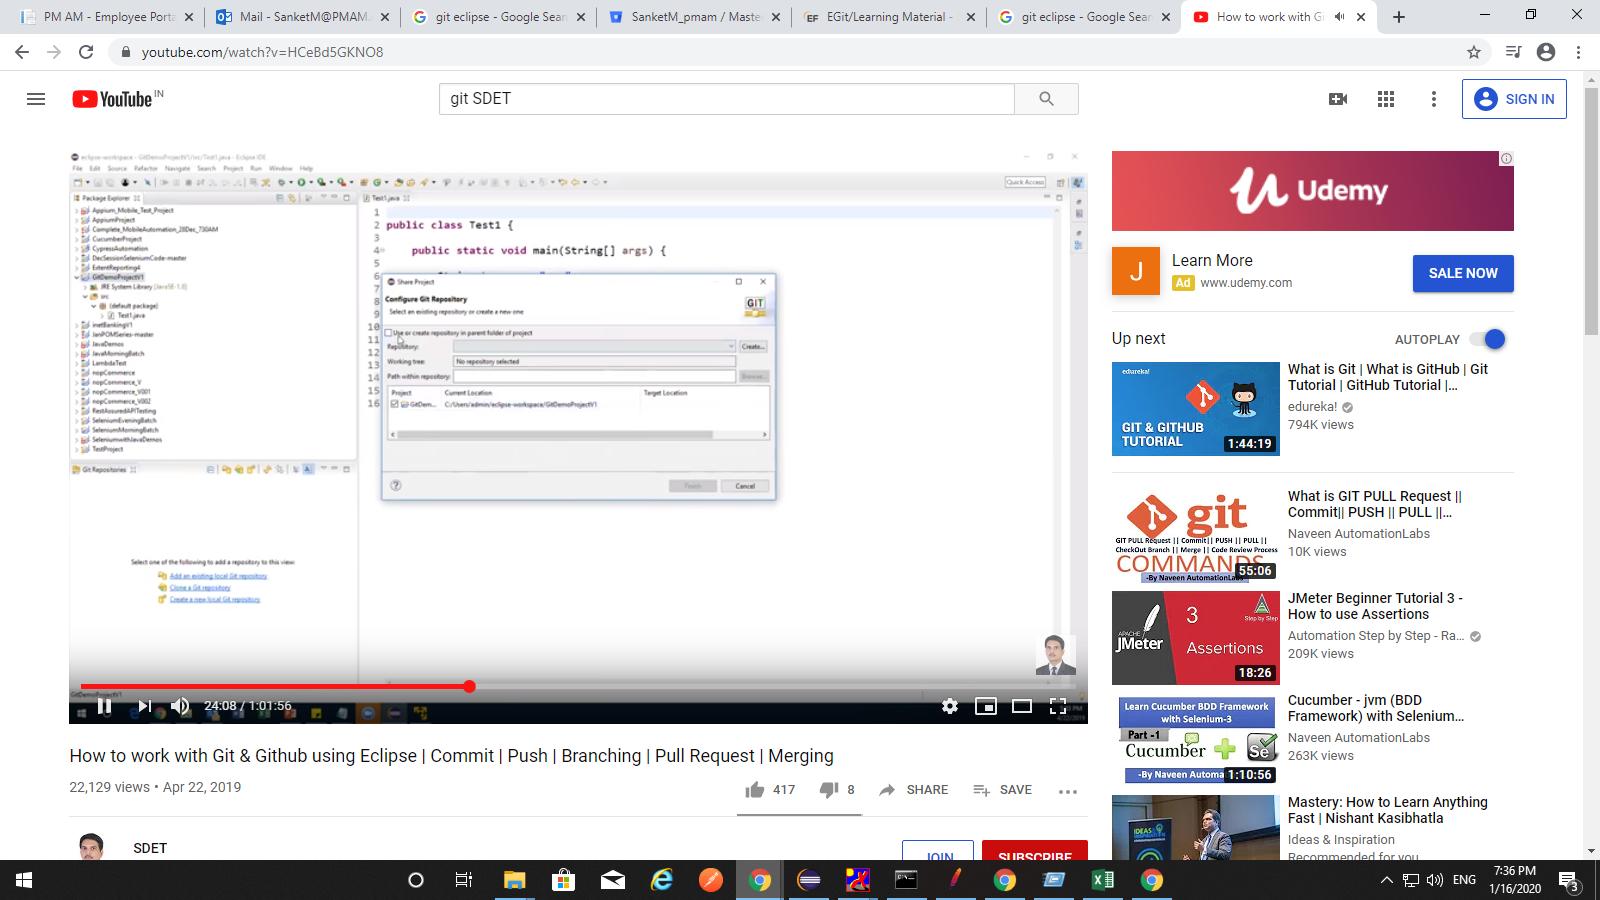 PM AM - Employee Porta
Mail - SanketM@PMAM.
git eclipse - Google Sear
SanketM_pmam / Maste
EGit/Learning Material -
git eclipse - Google Sear
How to work with Gi
youtube.com/watch?v=HCeBd5GKNO8
YouTube IN
git SDET
SIGN IN
eclipse-workspace - GitDemoProjectV1/src/Test1.java - Eclipse IDE
File Edit Source Refactor Navigate Search Project Run Window Help
Quick Access
Package Explorer
Appium_Mobile_Test_Project
AppiumProject
Complete_MobileAutomation_28Dec_730AM
CucumberProject
CypressAutomation
DecSessionSeleniumCode-master
ExtentReporting4
GitDemoProjectV1
JRE System Library [JavaSE-1.8]
src
(default package)
Test1.java
inetBankingV1
JanPOMSeries-master
JavaDemos
JavaMorningBatch
LambdaTest
nopCommerce
nopCommerce_V
nopCommerce_V001
nopCommerce_V002
RestAssuredAPITesting
SeleniumEveningBatch
SeleniumMorningBatch
SeleniumwithJavaDemos
TestProject
Test1.java
1
2 public class Test1 {
3
4 public static void main(String[] args) {
5
6
7
8
9
10
11
12
13
14
15
16
Share Project
Configure Git Repository
Select an existing repository or create a new one
GIT
Use or create repository in parent folder of project
Repository:
Create...
Working tree:
No repository selected
Path within repository:
Browse...
Project Current Location Target Location
GitDem... C:/Users/admin/eclipse-workspace/GitDemoProjectV1
Finish
Cancel
Git Repositories
Select one of the following to add a repository to this view:
Add an existing local Git repository
Clone a Git repository
Create a new local Git repository
GitDemoProjectV1
24:08 / 1:01:56
How to work with Git & Github using Eclipse | Commit | Push | Branching | Pull Request | Merging
22,129 views • Apr 22, 2019
417
8
SHARE
SAVE
SDET
JOIN
SUBSCRIBE
Udemy
J
Learn More
Ad www.udemy.com
SALE NOW
Up next
AUTOPLAY
edureka!
GIT & GITHUB
TUTORIAL
1:44:19
What is Git | What is GitHub | Git
Tutorial | GitHub Tutorial |...
edureka!
794K views
git
GIT PULL Request || Commit|| PUSH || PULL ||
CheckOut Branch || Merge || Code Review Process
COMMANDS
-By Naveen AutomationLabs
55:06
What is GIT PULL Request ||
Commit|| PUSH || PULL ||...
Naveen AutomationLabs
10K views
APACHE
JMeter
3
Step by Step
Assertions
18:26
JMeter Beginner Tutorial 3 -
How to use Assertions
Automation Step by Step - Ra...
209K views
Learn Cucumber BDD Framework
with Selenium-3
Part -1
Cucumber
Se
-By Naveen Automa
1:10:56
Cucumber - jvm (BDD
Framework) with Selenium...
Naveen AutomationLabs
263K views
IDEAS
Mastery: How to Learn Anything
Fast | Nishant Kasibhatla
Ideas & Inspiration
Recommended for you
ENG
7:36 PM
1/16/2020
3